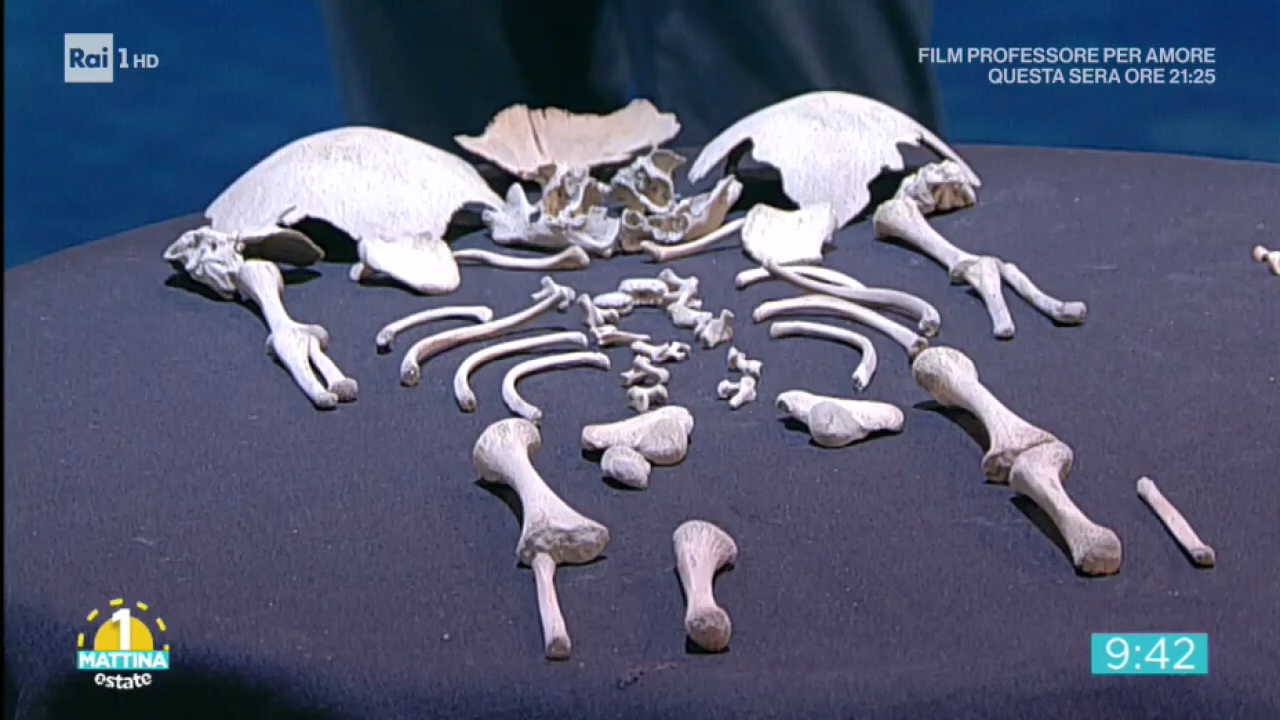 Rai 1 HD
FILM PROFESSORE PER AMORE
QUESTA SERA ORE 21:25
1
MATTINA
estate
9:42